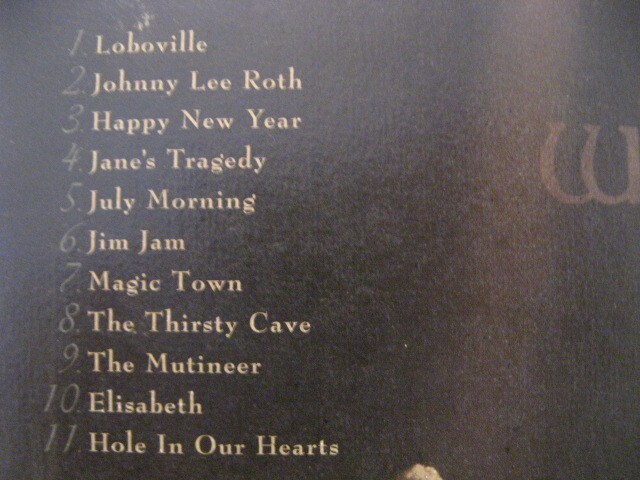 1. Loboville
2. Johnny Lee Roth
3. Happy New Year
4. Jane's Tragedy
5. July Morning
6. Jim Jam
7. Magic Town
8. The Thirsty Cave
9. The Mutineer
10. Elisabeth
11. Hole In Our Hearts